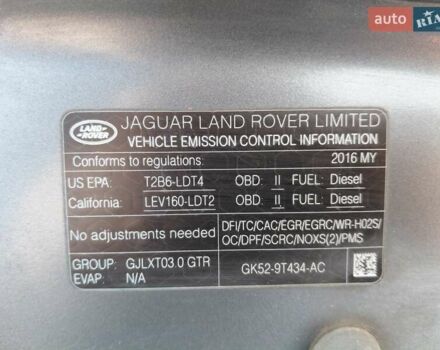 auto RIA
LAND ROVER
JAGUAR LAND ROVER LIMITED
VEHICLE EMISSION CONTROL INFORMATION
Conforms to regulations: 2016 MY
US EPA: T2B6-LDT4 OBD: II FUEL: Diesel
California: LEV160-LDT2 OBD: II FUEL: Diesel
No adjustments needed
DFI/TC/CAC/EGR/EGRC/WR-HO2S/
OC/DPF/SCRC/NOXS(2)/PMS
GROUP: GJLXT03.0 GTR GK52-9T434-AC
EVAP: N/A